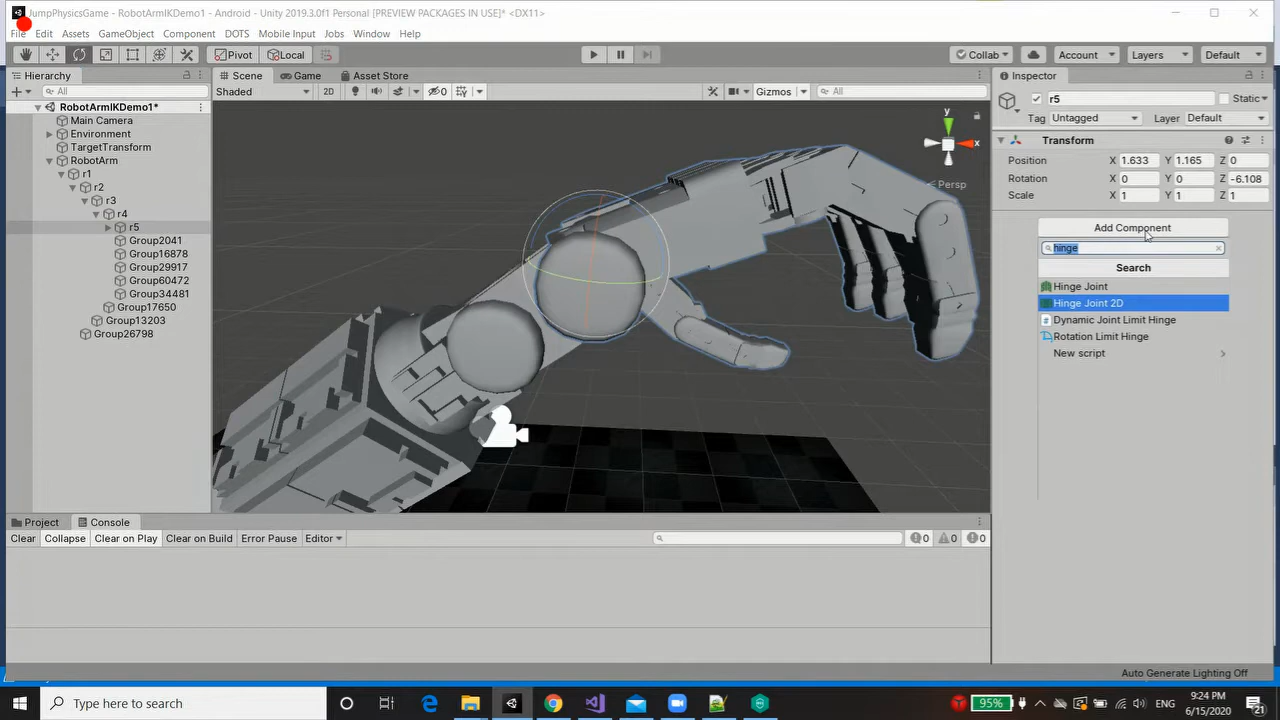 JumpPhysicsGame - RobotArmIKDemo1 - Android - Unity 2019.3.0f1 Personal [PREVIEW PACKAGES IN USE]* <DX11>
File Edit Assets GameObject Component DOTS Mobile Input Jobs Window Help
Pivot Local Collab Account Layers Default
Hierarchy
All
RobotArmIKDemo1*
Main Camera
Environment
TargetTransform
RobotArm
r1
r2
r3
r4
r5
Group2041
Group16878
Group29917
Group60472
Group34481
Group17650
Group13203
Group26798
Scene Game Asset Store
Shaded 2D 0 Gizmos All
y
x
Persp
Inspector
r5 Static
Tag Untagged Layer Default
Transform
Position X 1.633 Y 1.165 Z 0
Rotation X 0 Y 0 Z -6.108
Scale X 1 Y 1 Z 1
Add Component
hinge
Search
Hinge Joint
Hinge Joint 2D
Dynamic Joint Limit Hinge
Rotation Limit Hinge
New script
Project Console
Clear Collapse Clear on Play Clear on Build Error Pause Editor 0 0 0
Auto Generate Lighting Off
Type here to search
95% ENG
9:24 PM
6/15/2020
21